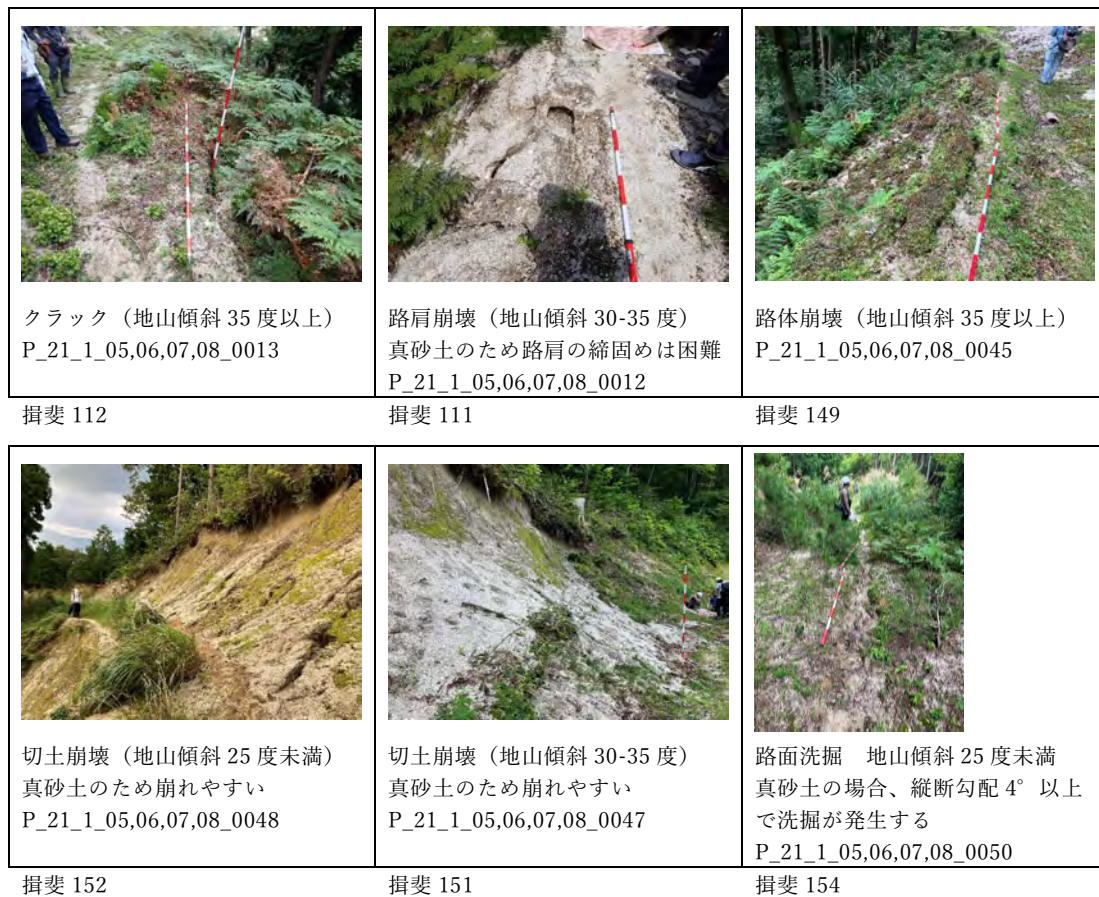 クラック（地山傾斜 35 度以上）
P_21_1_05,06,07,08_0013
路肩崩壊（地山傾斜 30-35 度）
真砂土のため路肩の締固めは困難
P_21_1_05,06,07,08_0012
路体崩壊（地山傾斜 35 度以上）
P_21_1_05,06,07,08_0045
揖斐 112
揖斐 111
揖斐 149
切土崩壊（地山傾斜 25 度未満）
真砂土のため崩れやすい
P_21_1_05,06,07,08_0048
切土崩壊（地山傾斜 30-35 度）
真砂土のため崩れやすい
P_21_1_05,06,07,08_0047
路面洗掘　地山傾斜 25 度未満
真砂土の場合、縦断勾配 4°以上
で洗掘が発生する
P_21_1_05,06,07,08_0050
揖斐 152
揖斐 151
揖斐 154